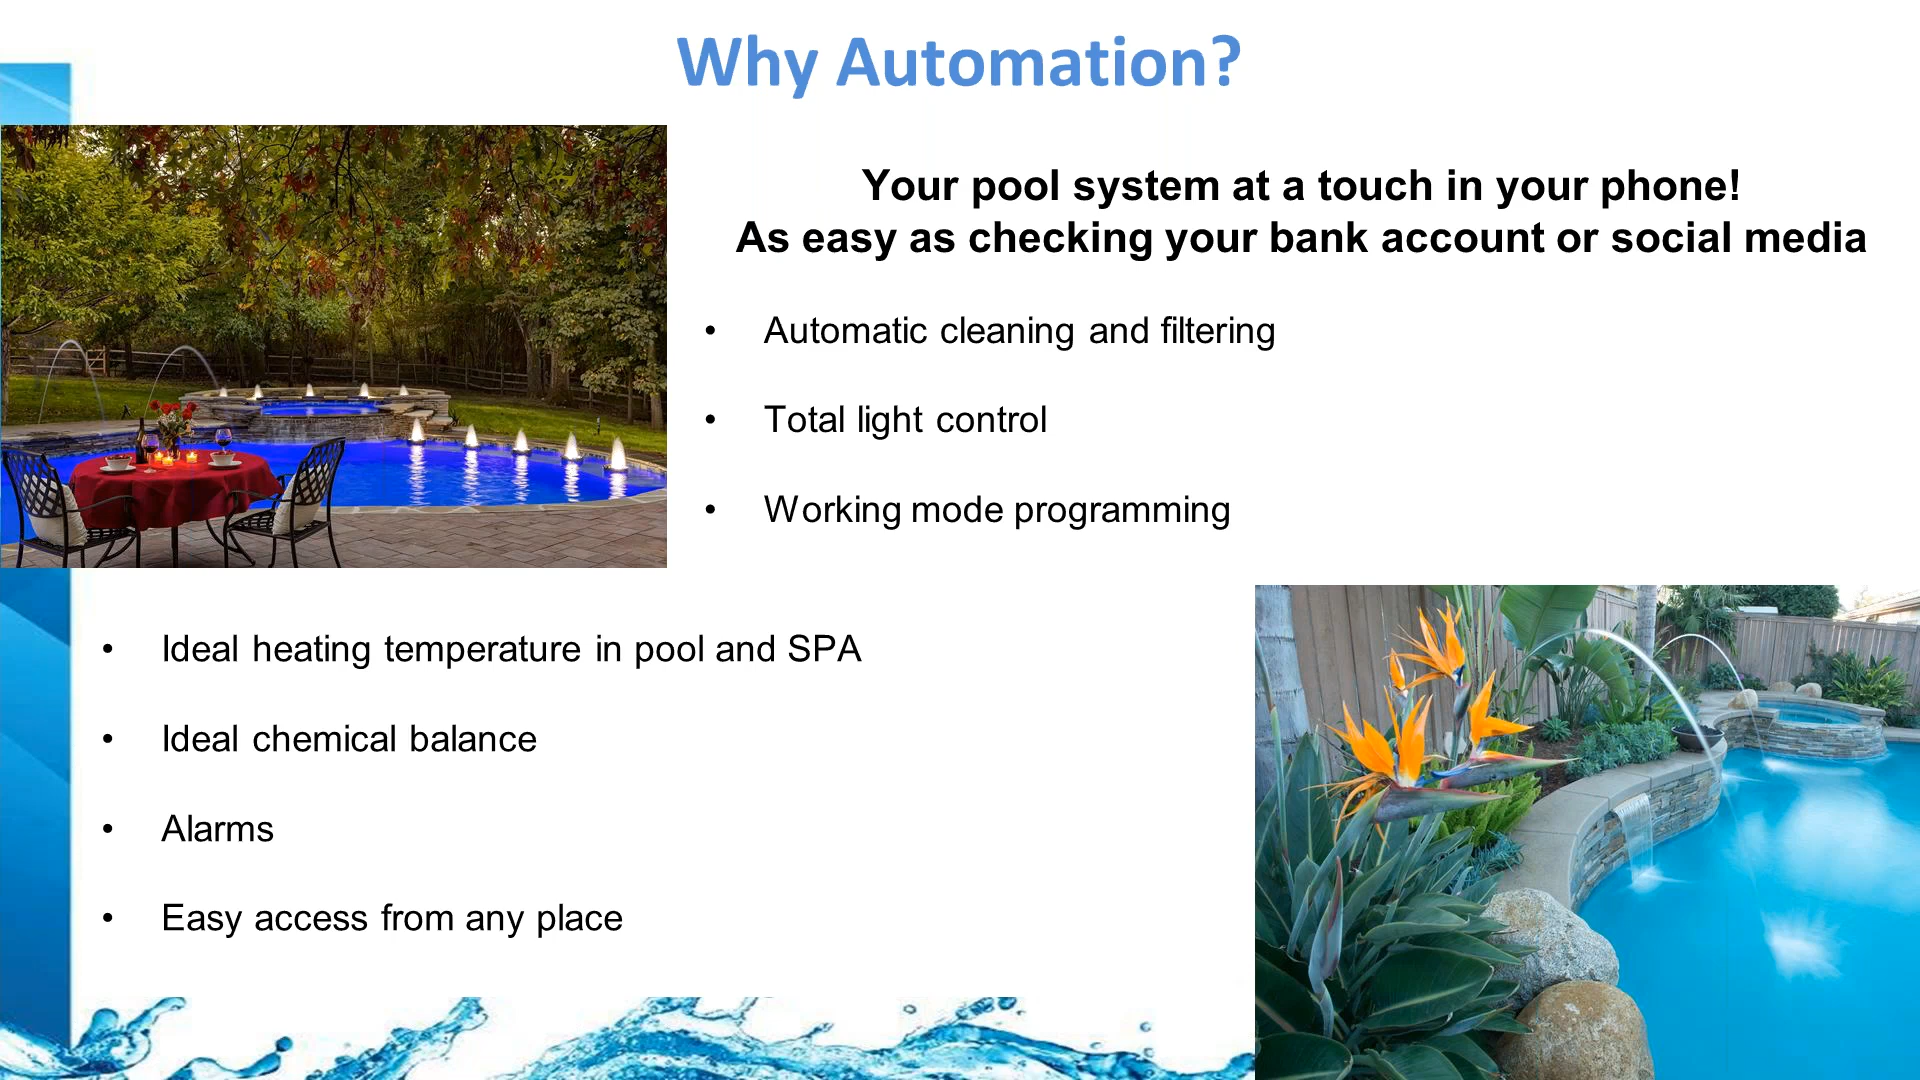 Why Automation?
Your pool system at a touch in your phone!
As easy as checking your bank account or social media
• Automatic cleaning and filtering
• Total light control
• Working mode programming
• Ideal heating temperature in pool and SPA
• Ideal chemical balance
• Alarms
• Easy access from any place